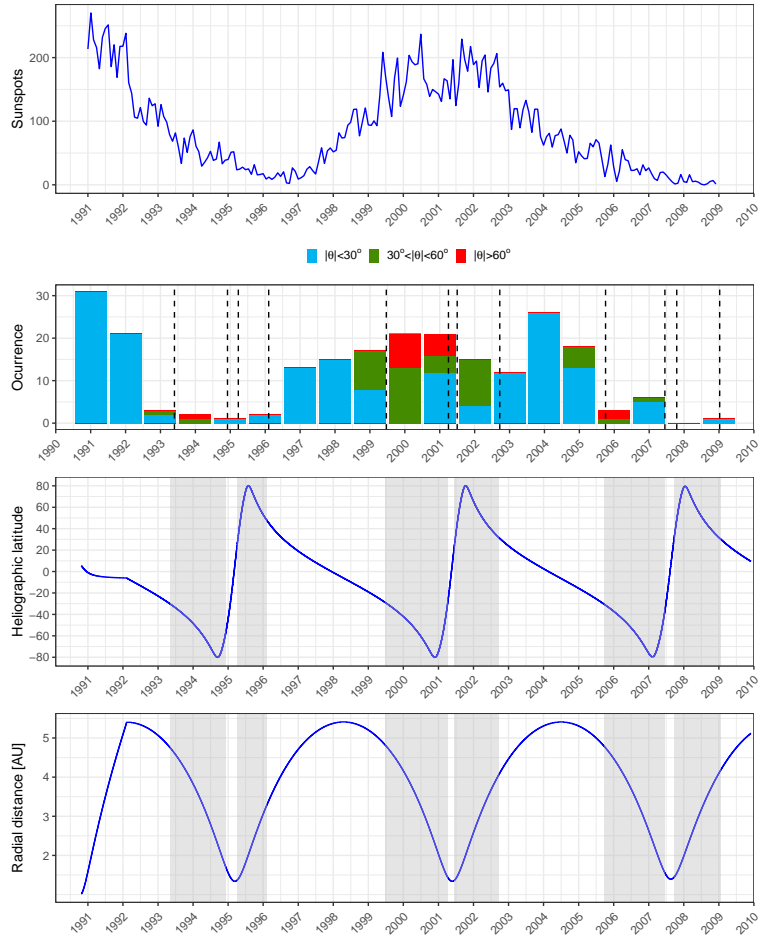 Sunspots
200
100
0
1991 1992 1993 1994 1995 1996 1997 1998 1999 2000 2001 2002 2003 2004 2005 2006 2007 2008 2009 2010
|θ|<30° 30°<|θ|<60° |θ|>60°
Ocurrence
30
20
10
0
1990 1991 1992 1993 1994 1995 1996 1997 1998 1999 2000 2001 2002 2003 2004 2005 2006 2007 2008 2009 2010
Heliographic latitude
80
60
40
20
0
−20
−40
−60
−80
1991 1992 1993 1994 1995 1996 1997 1998 1999 2000 2001 2002 2003 2004 2005 2006 2007 2008 2009 2010
Radial distance [AU]
5
4
3
2
1991 1992 1993 1994 1995 1996 1997 1998 1999 2000 2001 2002 2003 2004 2005 2006 2007 2008 2009 2010